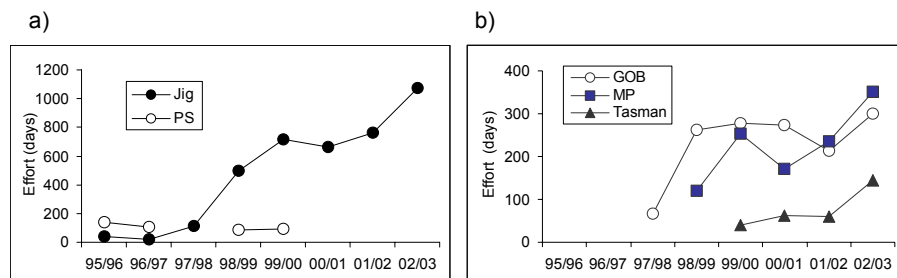 a)
1200
1000
800
600
400
200
0
Effort (days)
Jig
PS
95/96 96/97 97/98 98/99 99/00 00/01 01/02 02/03
b)
400
300
200
100
0
Effort (days)
GOB
MP
Tasman
95/96 96/97 97/98 98/99 99/00 00/01 01/02 02/03